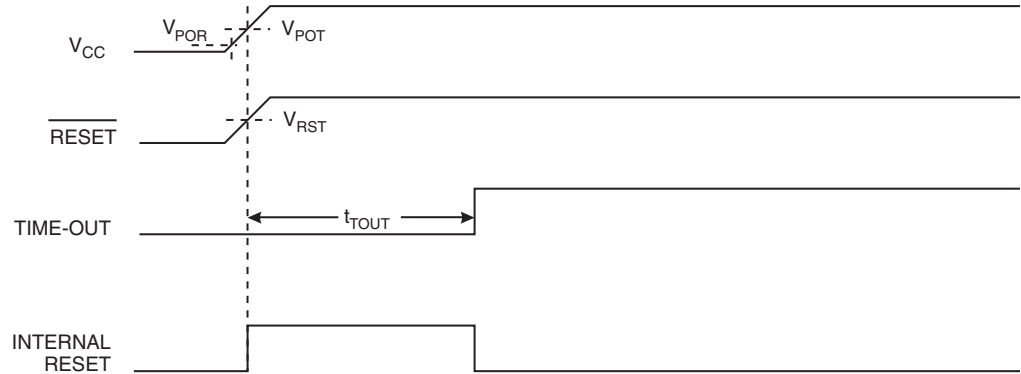 V_POR
V_POT
V_CC
RESET
V_RST
TIME-OUT
t_TOUT
INTERNAL
RESET